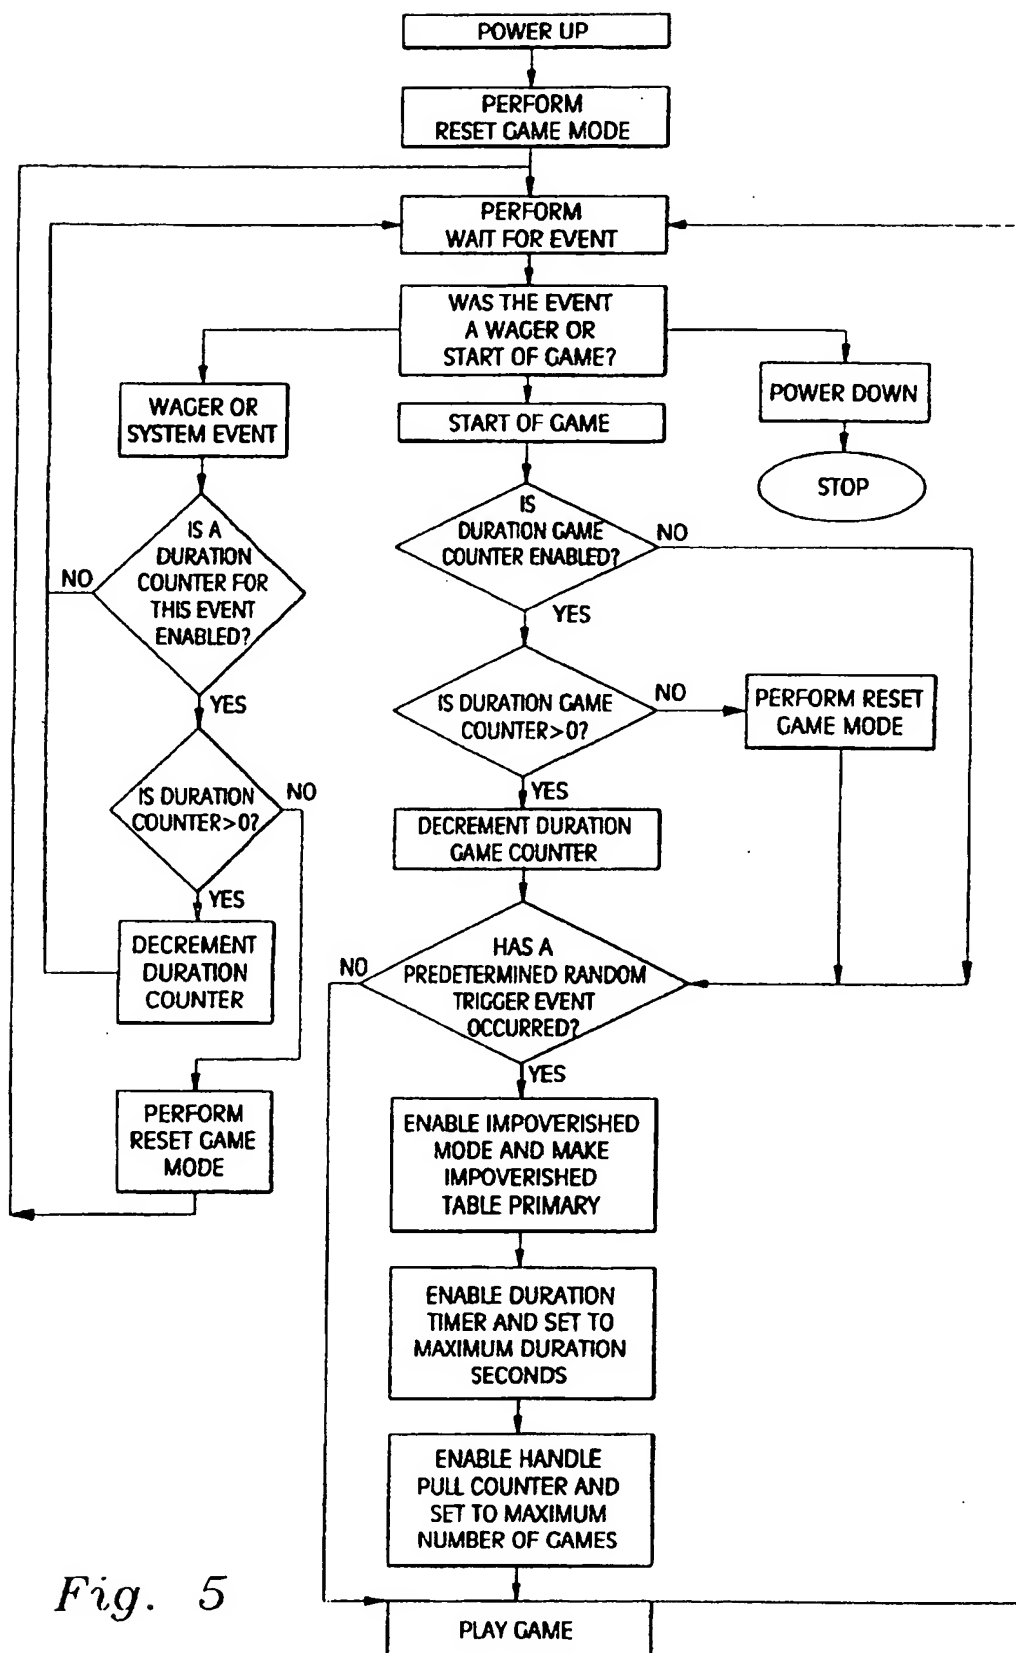 POWER UP
PERFORM
RESET GAME MODE
PERFORM
WAIT FOR EVENT
WAS THE EVENT
A WAGER OR
START OF GAME?
WAGER OR
SYSTEM EVENT
START OF GAME
POWER DOWN
STOP
IS A
DURATION
COUNTER FOR
THIS EVENT
ENABLED?
NO
YES
IS
DURATION GAME
COUNTER ENABLED?
NO
YES
IS DURATION GAME
COUNTER>0?
NO
YES
PERFORM RESET
GAME MODE
IS DURATION
COUNTER>0?
NO
YES
DECREMENT DURATION
GAME COUNTER
DECREMENT
DURATION
COUNTER
HAS A
PREDETERMINED RANDOM
TRIGGER EVENT
OCCURRED?
NO
YES
PERFORM
RESET GAME
MODE
ENABLE IMPOVERISHED
MODE AND MAKE
IMPOVERISHED
TABLE PRIMARY
ENABLE DURATION
TIMER AND SET TO
MAXIMUM DURATION
SECONDS
ENABLE HANDLE
PULL COUNTER AND
SET TO MAXIMUM
NUMBER OF GAMES
PLAY GAME
Fig. 5